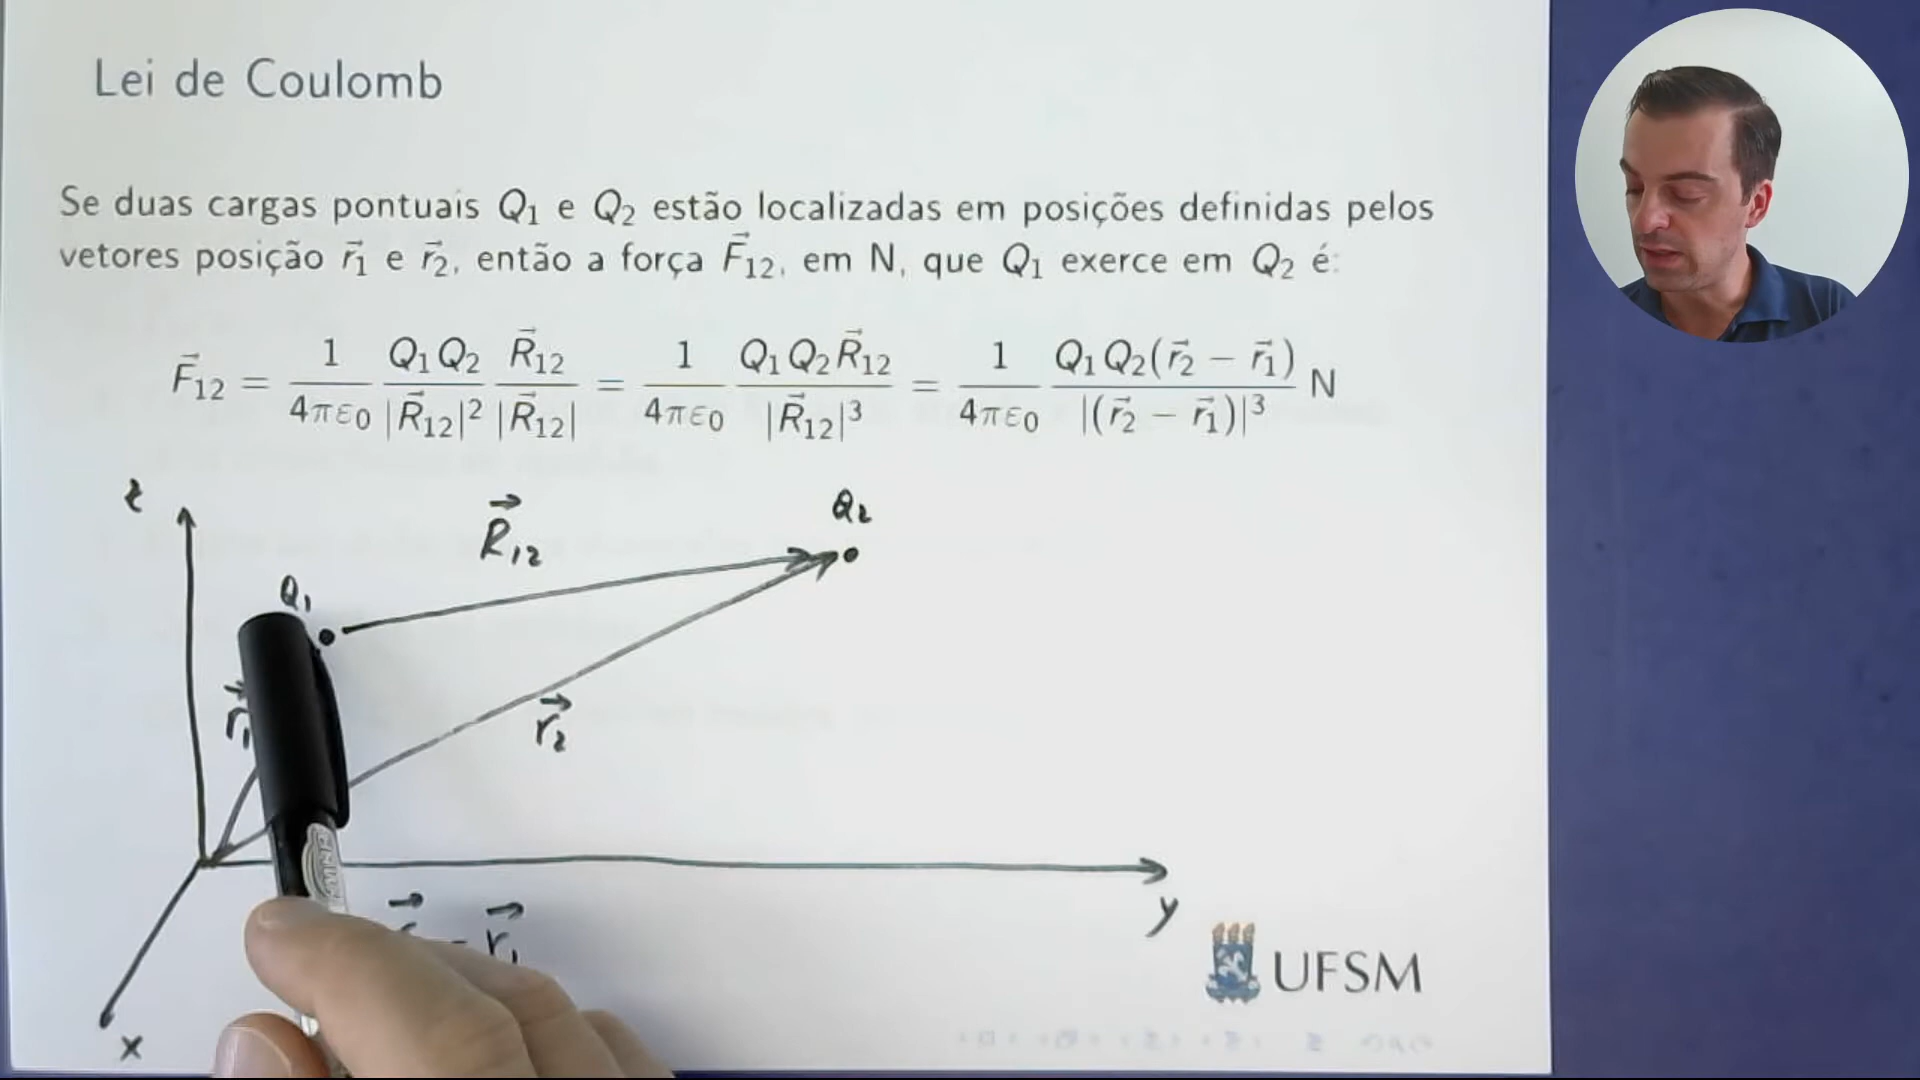 Lei de Coulomb
Se duas cargas pontuais Q₁ e Q₂ estão localizadas em posições definidas pelos
vetores posição r⃗₁ e r⃗₂, então a força F⃗₁₂, em N, que Q₁ exerce em Q₂ é:
F⃗₁₂ = 1/(4πε₀) Q₁Q₂/|R⃗₁₂|² R⃗₁₂/|R⃗₁₂| = 1/(4πε₀) Q₁Q₂R⃗₁₂/|R⃗₁₂|³ = 1/(4πε₀) Q₁Q₂(r⃗₂ − r⃗₁)/|(r⃗₂ − r⃗₁)|³ N
z
R⃗₁₂
Q₂
Q₁
r⃗₁
r⃗₂
y
− r⃗₁
x
UFSM